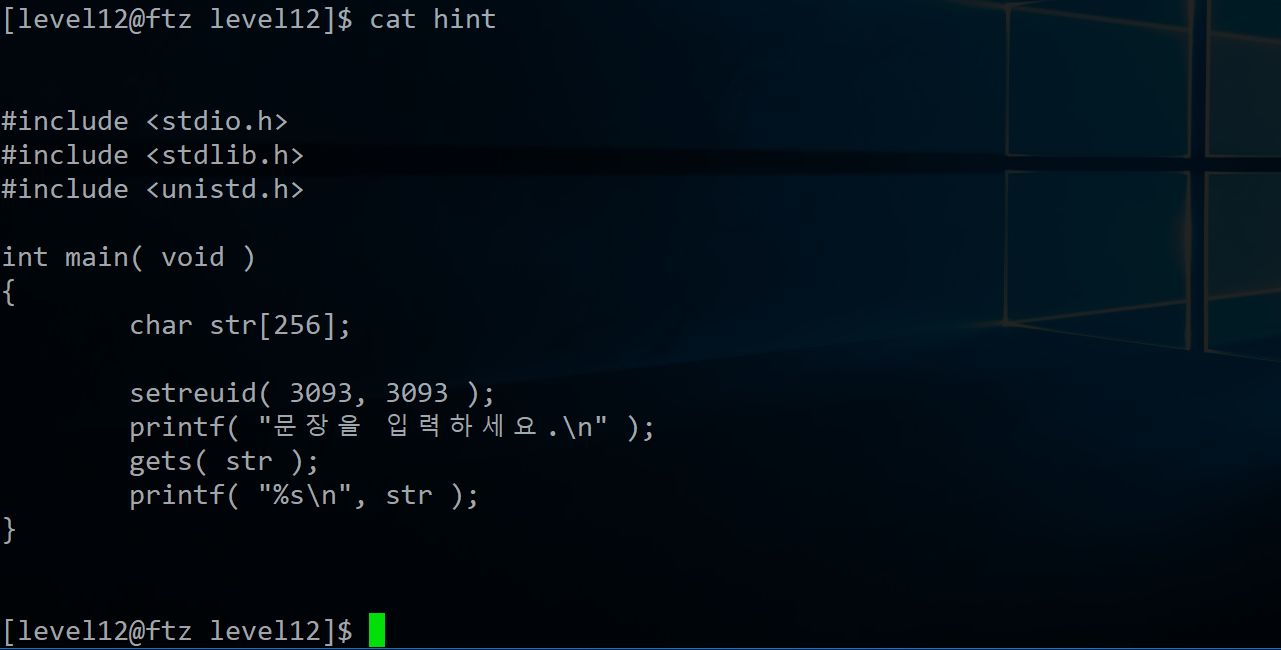 [level12@ftz level12]$ cat hint
#include <stdio.h>
#include <stdlib.h>
#include <unistd.h>
int main( void )
{
        char str[256];
        setreuid( 3093, 3093 );
        printf( "문장을 입력하세요.\n" );
        gets( str );
        printf( "%s\n", str );
}
[level12@ftz level12]$